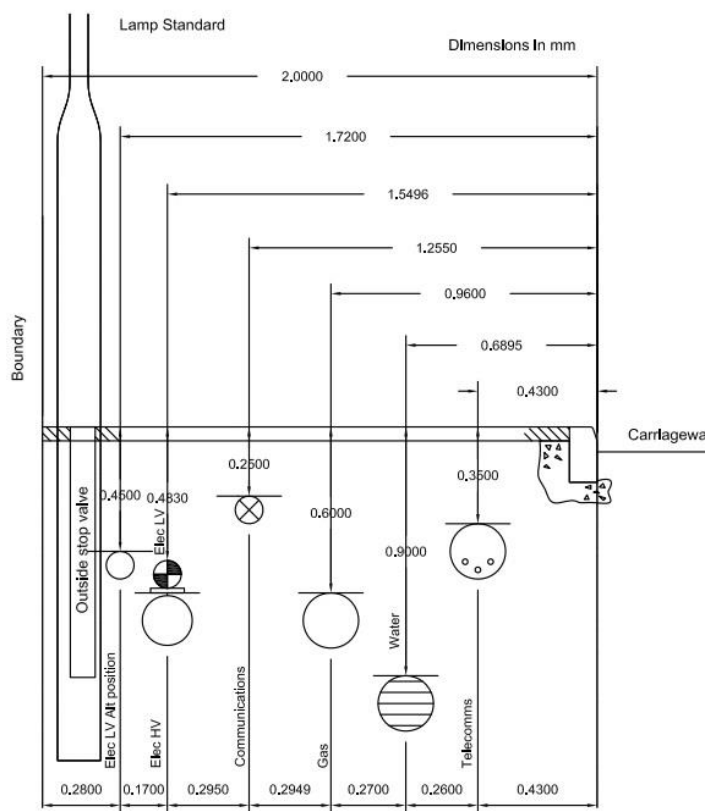 Lamp Standard
Dimensions in mm
2.0000
1.7200
1.5496
1.2550
0.9600
0.6895
0.4300
Boundary
Carriagewa
0.2500
0.3500
0.4500
0.4830
Elec LV
0.6000
0.9000
Outside stop valve
Water
Elec LV Alt position
Elec HV
Communications
Gas
Telecomms
0.2800
0.1700
0.2950
0.2949
0.2700
0.2600
0.4300